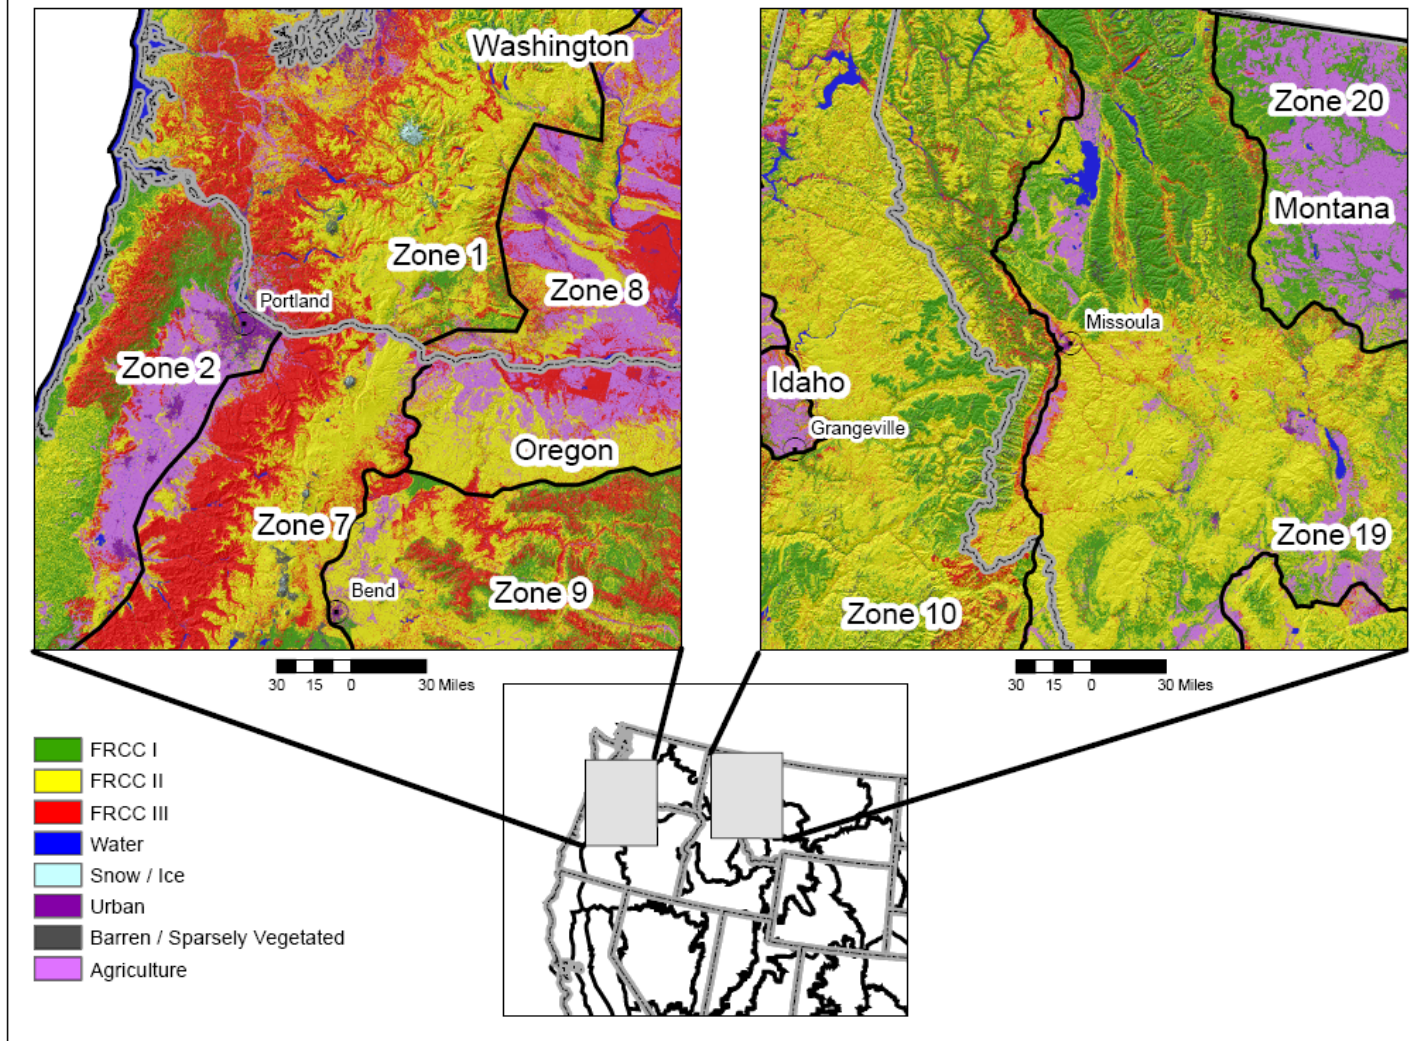 Washington
Zone 1
Zone 8
Portland
Zone 2
Oregon
Zone 7
Bend
Zone 9
30 15 0 30 Miles
Zone 20
Montana
Missoula
Idaho
Grangeville
Zone 19
Zone 10
30 15 0 30 Miles
FRCC I
FRCC II
FRCC III
Water
Snow / Ice
Urban
Barren / Sparsely Vegetated
Agriculture